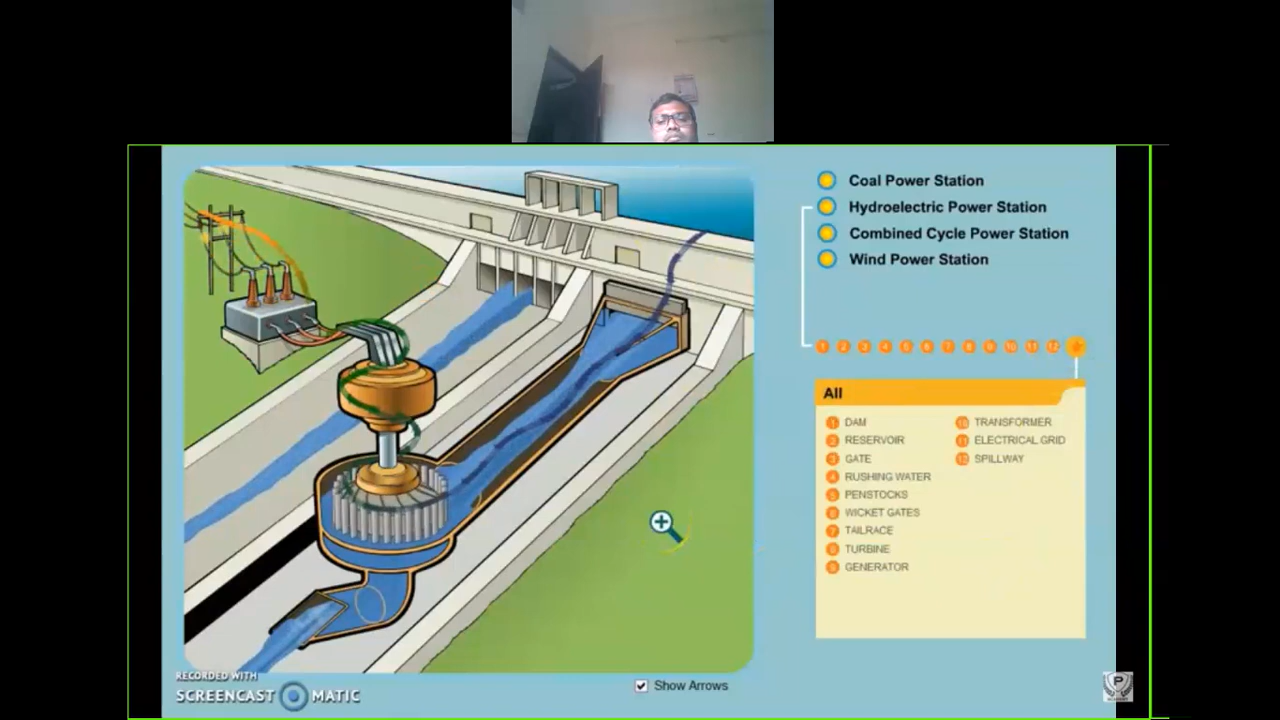 Coal Power Station
Hydroelectric Power Station
Combined Cycle Power Station
Wind Power Station
1 2 3 4 5 6 7 8 9 10 11 12
All
1 DAM
2 RESERVOIR
3 GATE
4 RUSHING WATER
5 PENSTOCKS
6 WICKET GATES
7 TAILRACE
8 TURBINE
9 GENERATOR
10 TRANSFORMER
11 ELECTRICAL GRID
12 SPILLWAY
Show Arrows
RECORDED WITH
SCREENCAST MATIC
P